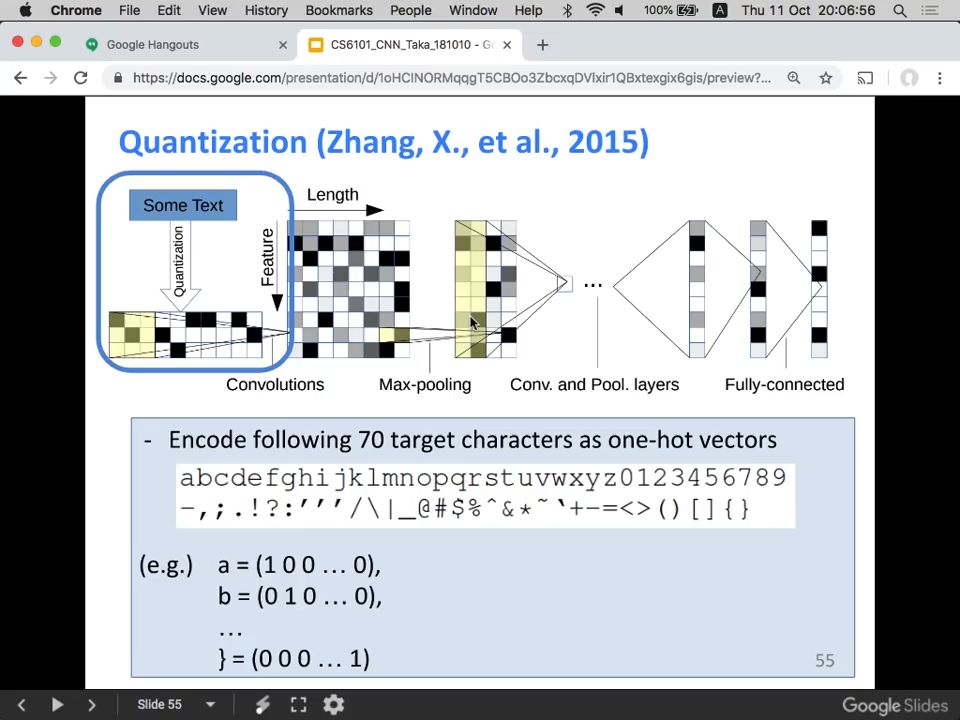 Chrome File Edit View History Bookmarks People Window Help 100% A Thu 11 Oct 20:06:56
Google Hangouts × CS6101_CNN_Taka_181010 - Go × +
https://docs.google.com/presentation/d/1oHClNORMqqgT5CBOo3ZbcxqDVlxir1QBxtexgix6gis/preview?...
Quantization (Zhang, X., et al., 2015)
Some Text
Length
Quantization
Feature
...
Convolutions
Max-pooling
Conv. and Pool. layers
Fully-connected
- Encode following 70 target characters as one-hot vectors
abcdefghijklmnopqrstuvwxyz0123456789
-,;.!?:’’’/\|_@#$%ˆ&*˜‘+-=<>()[]{}
(e.g.) a = (1 0 0 … 0),
b = (0 1 0 … 0),
…
} = (0 0 0 … 1)
55
Slide 55
Google Slides